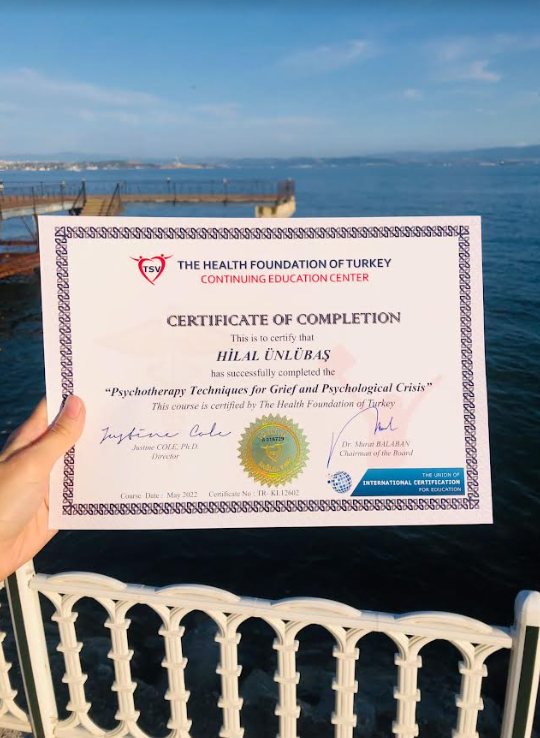 TSV
THE HEALTH FOUNDATION OF TURKEY
CONTINUING EDUCATION CENTER
CERTIFICATE OF COMPLETION
This is to certify that
HİLAL ÜNLÜBAŞ
has successfully completed the
“Psychotherapy Techniques for Grief and Psychological Crisis”
This course is certified by The Health Foundation of Turkey
Justine Cole
Justine COLE, Ph.D.
Director
Dr. Murat BALABAN
Chairman of the Board
THE UNION OF
INTERNATIONAL CERTIFICATION
FOR EDUCATION
Course Date : May 2022 Certificate No : TR- KL12602